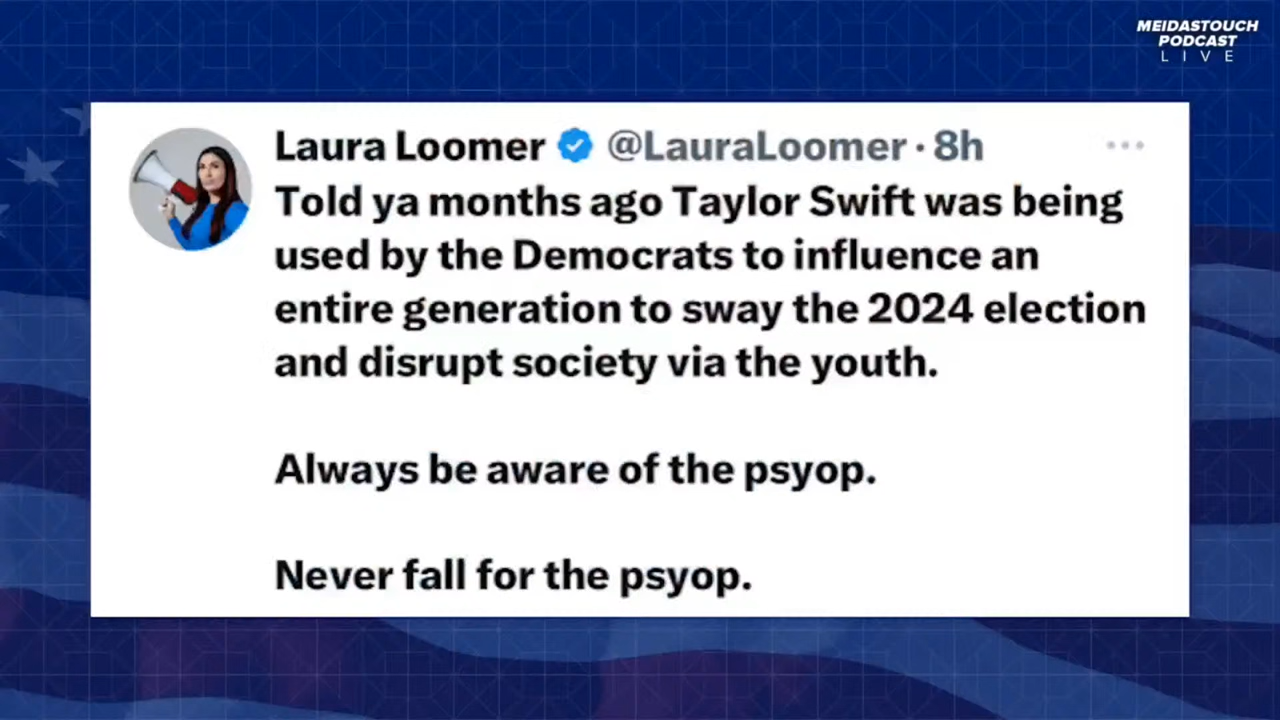 MEIDASTOUCH
PODCAST
LIVE
Laura Loomer @LauraLoomer · 8h
Told ya months ago Taylor Swift was being
used by the Democrats to influence an
entire generation to sway the 2024 election
and disrupt society via the youth.
Always be aware of the psyop.
Never fall for the psyop.